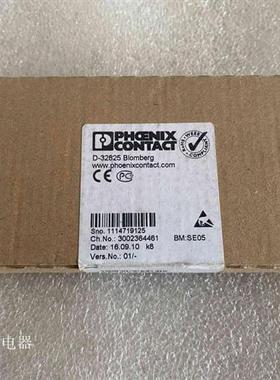 PHOENIX
CONTACT
D-32825 Blomberg
www.phoenixcontact.com
CE PC
Sno. 1114719125
Ch.No.: 3002364461 BM:SE05
Date: 16.09.10 k8
Vers.No.: 01/-
电器